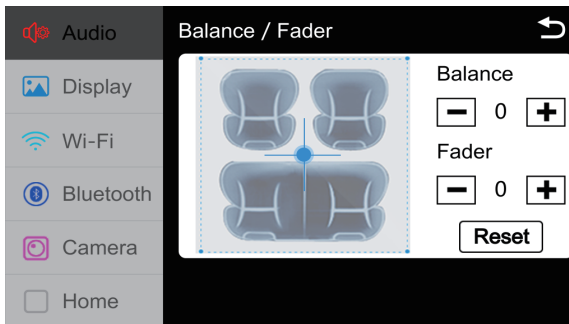 Audio
Display
Wi-Fi
Bluetooth
Camera
Home
Balance / Fader
Balance
0
Fader
0
Reset